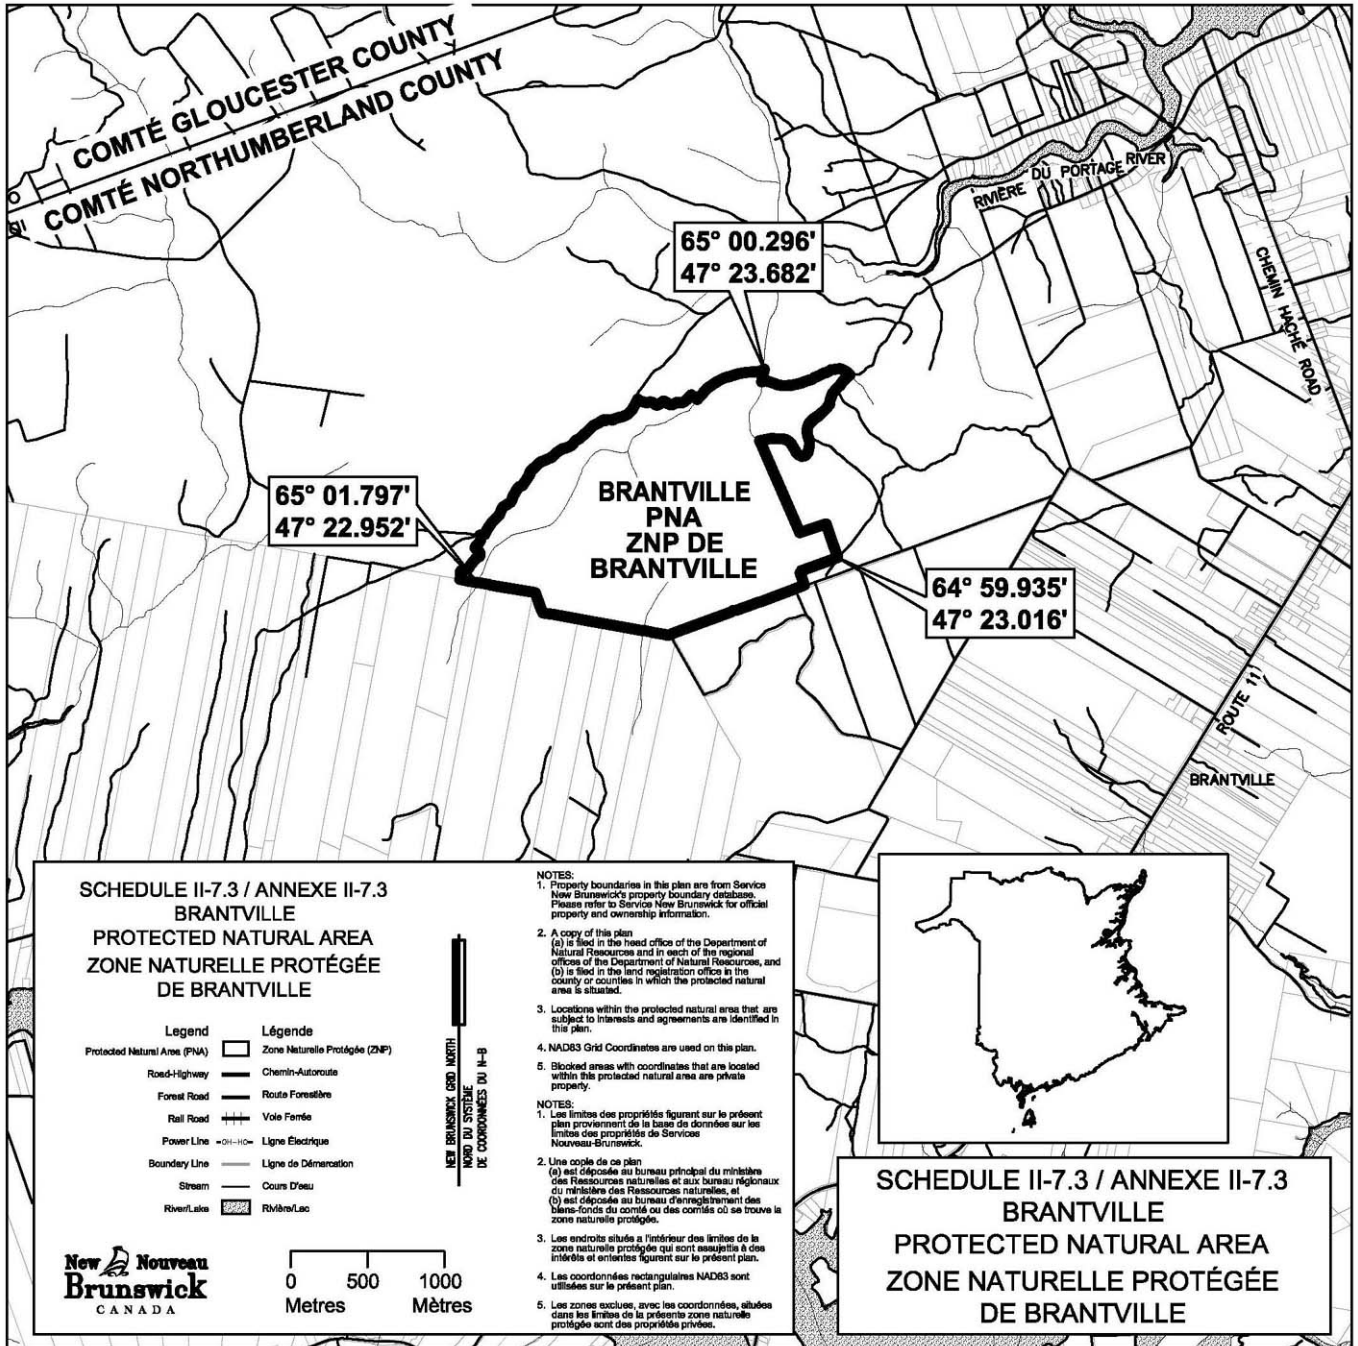 COMTÉ GLOUCESTER COUNTY
COMTÉ NORTHUMBERLAND COUNTY
RIVIÈRE DU PORTAGE RIVER
65° 00.296'
47° 23.682'
CHEMIN HACHÉ ROAD
65° 01.797'
47° 22.952'
BRANTVILLE
PNA
ZNP DE
BRANTVILLE
64° 59.935'
47° 23.016'
ROUTE 11
BRANTVILLE
SCHEDULE II-7.3 / ANNEXE II-7.3
BRANTVILLE
PROTECTED NATURAL AREA
ZONE NATURELLE PROTÉGÉE
DE BRANTVILLE
Legend Légende
Protected Natural Area (PNA) Zone Naturelle Protégée (ZNP)
Road-Highway Chemin-Autoroute
Forest Road Route Forestière
Rail Road Voie Ferrée
Power Line OH-HO Ligne Électrique
Boundary Line Ligne de Démarcation
Stream Cours D'eau
River/Lake Rivière/Lac
NEW BRUNSWICK GRID NORTH
NORD DU SYSTÈME
DE COORDONNÉES DU N-B
New Nouveau
Brunswick
CANADA
0 500 1000
Metres Mètres
NOTES:
1. Property boundaries in this plan are from Service
New Brunswick's property boundary database.
Please refer to Service New Brunswick for official
property and ownership information.
2. A copy of this plan
(a) is filed in the head office of the Department of
Natural Resources and in each of the regional
offices of the Department of Natural Resources, and
(b) is filed in the land registration office in the
county or counties in which the protected natural
area is situated.
3. Locations within the protected natural area that are
subject to interests and agreements are identified in
this plan.
4. NAD83 Grid Coordinates are used on this plan.
5. Blocked areas with coordinates that are located
within this protected natural area are private
property.
NOTES:
1. Les limites des propriétés figurant sur le présent
plan proviennent de la base de données sur les
limites des propriétés de Services
Nouveau-Brunswick.
2. Une copie de ce plan
(a) est déposée au bureau principal du ministère
des Ressources naturelles et aux bureau régionaux
du ministère des Ressources naturelles, et
(b) est déposée au bureau d'enregistrement des
biens-fonds du comté ou des comtés où se trouve la
zone naturelle protégée.
3. Les endroits situés a l'intérieur des limites de la
zone naturelle protégée qui sont assujettis à des
intérêts et ententes figurent sur le présent plan.
4. Les coordonnées rectangulaires NAD83 sont
utilisées sur le présent plan.
5. Les zones exclues, avec les coordonnées, situées
dans les limites de la présente zone naturelle
protégée sont des propriétés privées.
SCHEDULE II-7.3 / ANNEXE II-7.3
BRANTVILLE
PROTECTED NATURAL AREA
ZONE NATURELLE PROTÉGÉE
DE BRANTVILLE